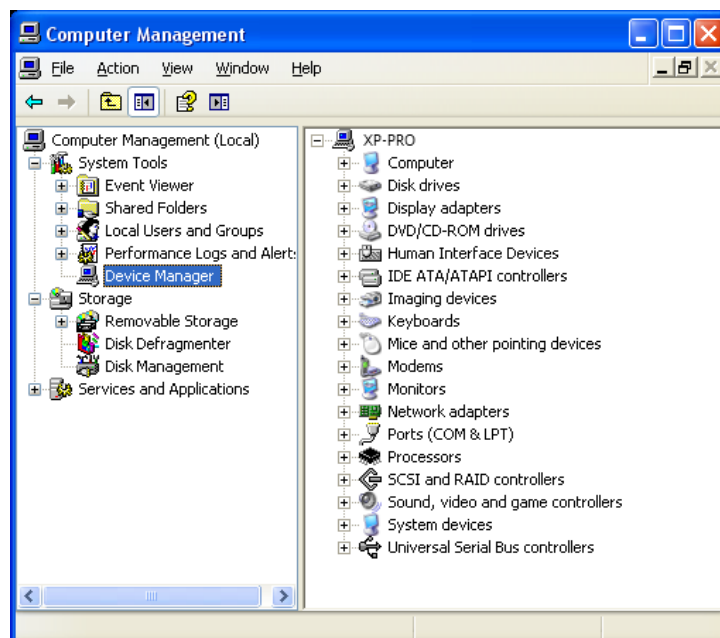 Computer Management
File Action View Window Help
Computer Management (Local)
System Tools
Event Viewer
Shared Folders
Local Users and Groups
Performance Logs and Alert:
Device Manager
Storage
Removable Storage
Disk Defragmenter
Disk Management
Services and Applications
XP-PRO
Computer
Disk drives
Display adapters
DVD/CD-ROM drives
Human Interface Devices
IDE ATA/ATAPI controllers
Imaging devices
Keyboards
Mice and other pointing devices
Modems
Monitors
Network adapters
Ports (COM & LPT)
Processors
SCSI and RAID controllers
Sound, video and game controllers
System devices
Universal Serial Bus controllers